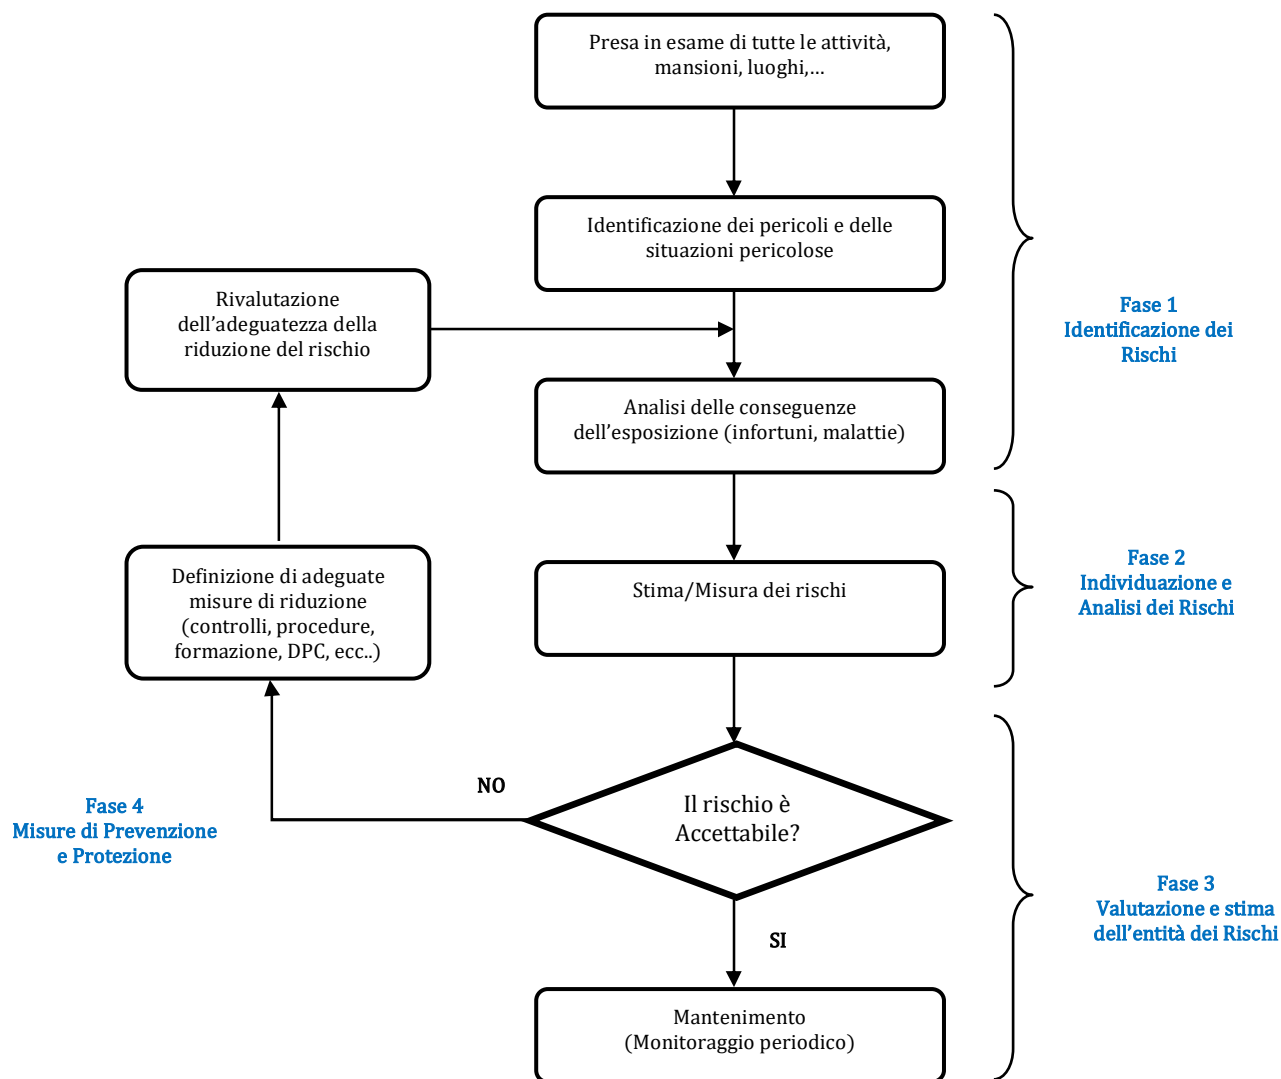 Presa in esame di tutte le attività,
mansioni, luoghi,…
Identificazione dei pericoli e delle
situazioni pericolose
Rivalutazione
dell’adeguatezza della
riduzione del rischio
Fase 1
Identificazione dei
Rischi
Analisi delle conseguenze
dell’esposizione (infortuni, malattie)
Definizione di adeguate
misure di riduzione
(controlli, procedure,
formazione, DPC, ecc..)
Stima/Misura dei rischi
Fase 2
Individuazione e
Analisi dei Rischi
NO
Il rischio è
Accettabile?
Fase 4
Misure di Prevenzione
e Protezione
Fase 3
Valutazione e stima
dell’entità dei Rischi
SI
Mantenimento
(Monitoraggio periodico)